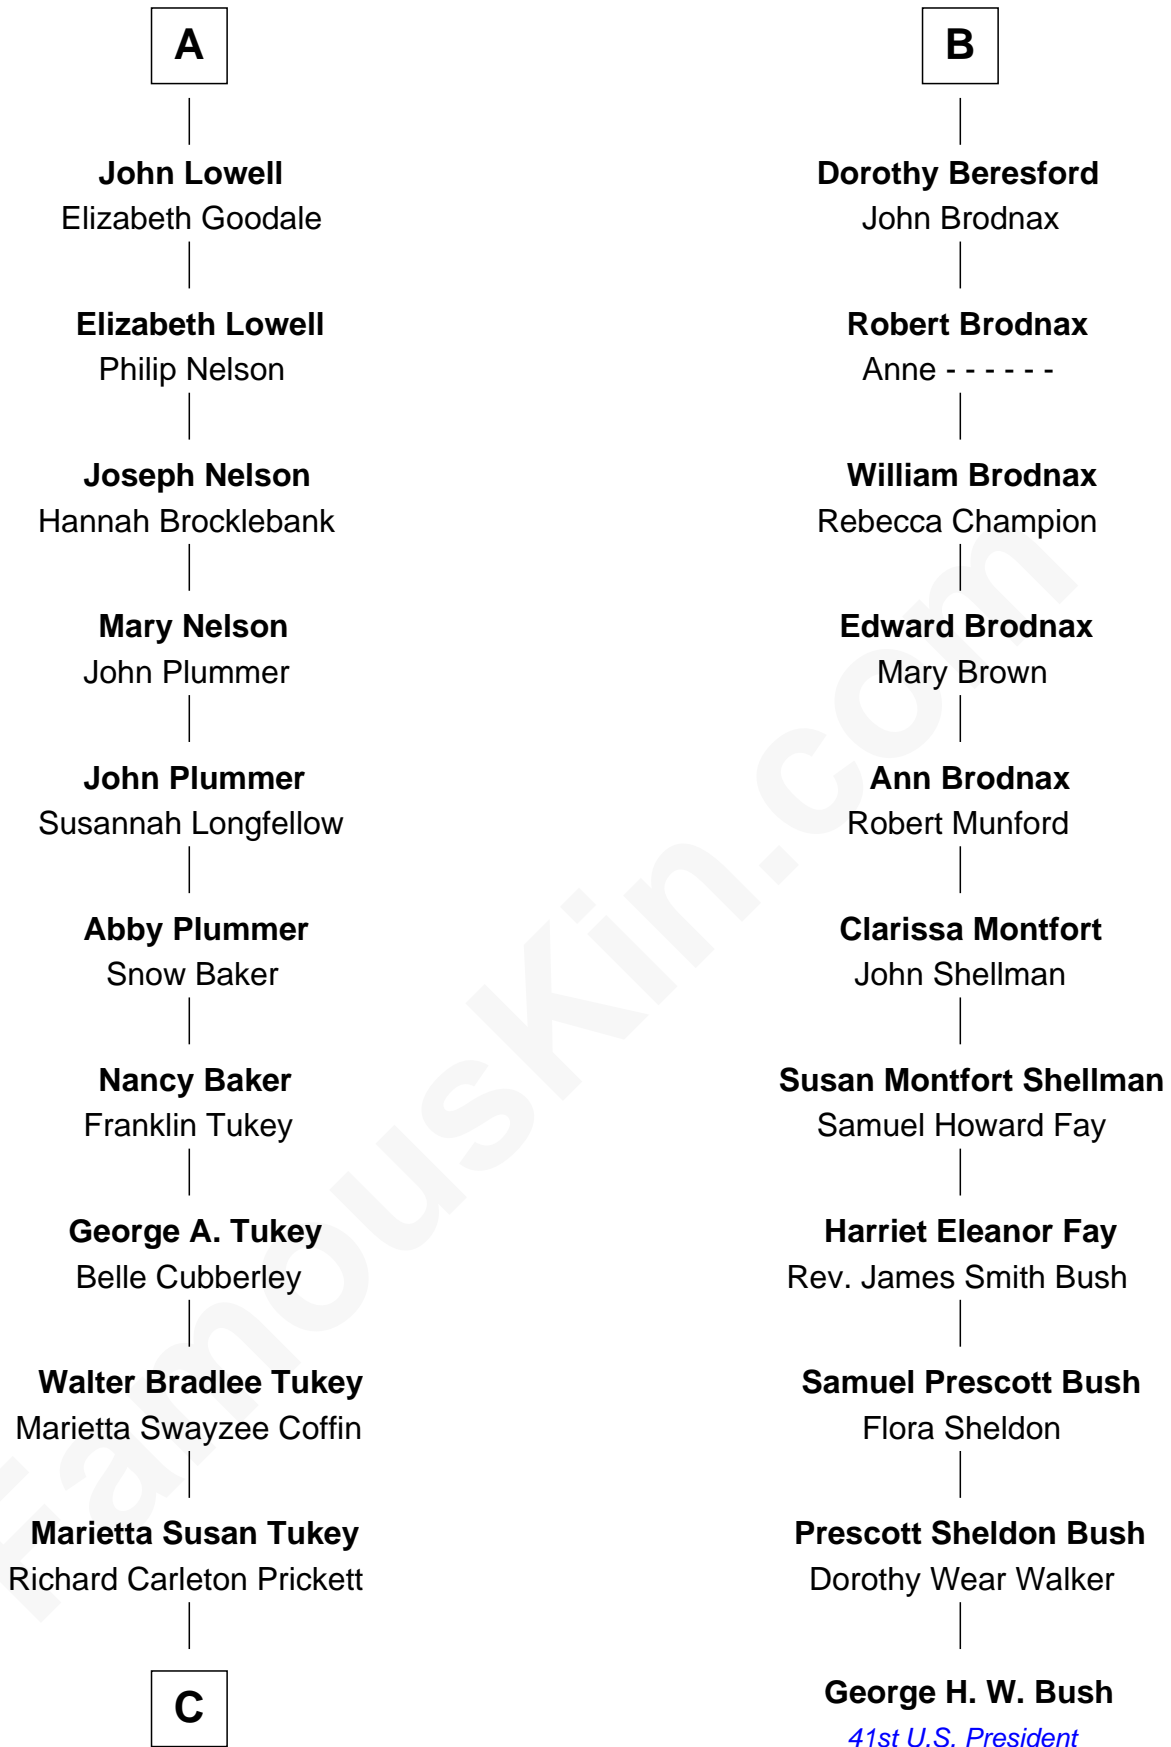 A
John Lowell
Elizabeth Goodale
Elizabeth Lowell
Philip Nelson
Joseph Nelson
Hannah Brocklebank
Mary Nelson
John Plummer
John Plummer
Susannah Longfellow
Abby Plummer
Snow Baker
Nancy Baker
Franklin Tukey
George A. Tukey
Belle Cubberley
Walter Bradlee Tukey
Marietta Swayzee Coffin
Marietta Susan Tukey
Richard Carleton Prickett
C
B
Dorothy Beresford
John Brodnax
Robert Brodnax
Anne - - - - - -
William Brodnax
Rebecca Champion
Edward Brodnax
Mary Brown
Ann Brodnax
Robert Munford
Clarissa Montfort
John Shellman
Susan Montfort Shellman
Samuel Howard Fay
Harriet Eleanor Fay
Rev. James Smith Bush
Samuel Prescott Bush
Flora Sheldon
Prescott Sheldon Bush
Dorothy Wear Walker
George H. W. Bush
41st U.S. President
FamousKin.com